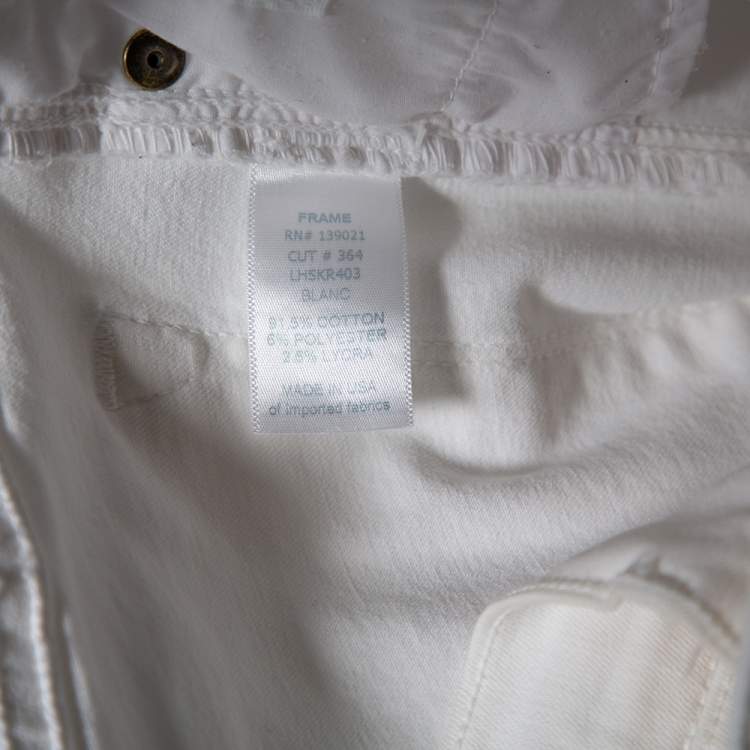 FRAME
RN# 139021
CUT # 364
LHSKR403
BLANC
91.5% COTTON
6% POLYESTER
2.5% LYCRA
MADE IN USA
of imported fabrics